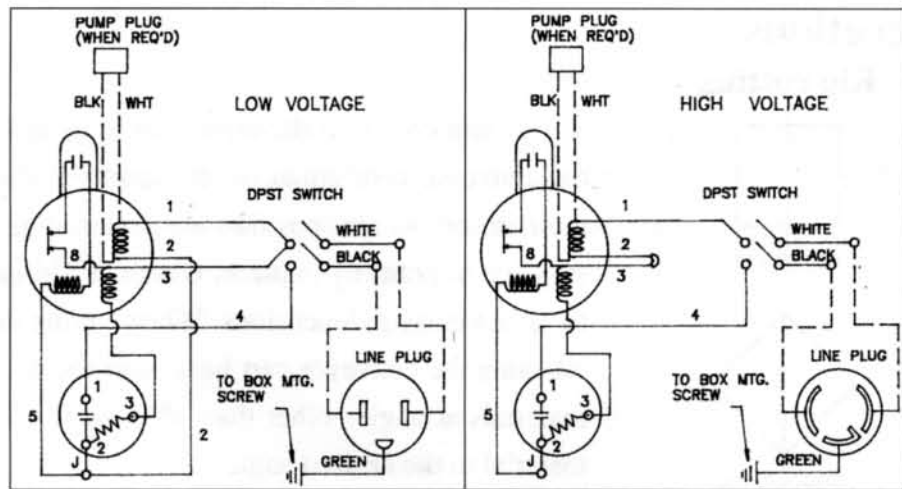 PUMP PLUG
(WHEN REQ'D)
BLK
WHT
LOW VOLTAGE
DPST SWITCH
1
WHITE
2
BLACK
8
3
4
LINE PLUG
1
TO BOX MTG.
SCREW
3
5
2
2
J
GREEN
PUMP PLUG
(WHEN REQ'D)
BLK
WHT
HIGH VOLTAGE
DPST SWITCH
1
WHITE
2
BLACK
8
3
4
LINE PLUG
1
TO BOX MTG.
SCREW
3
5
2
J
GREEN